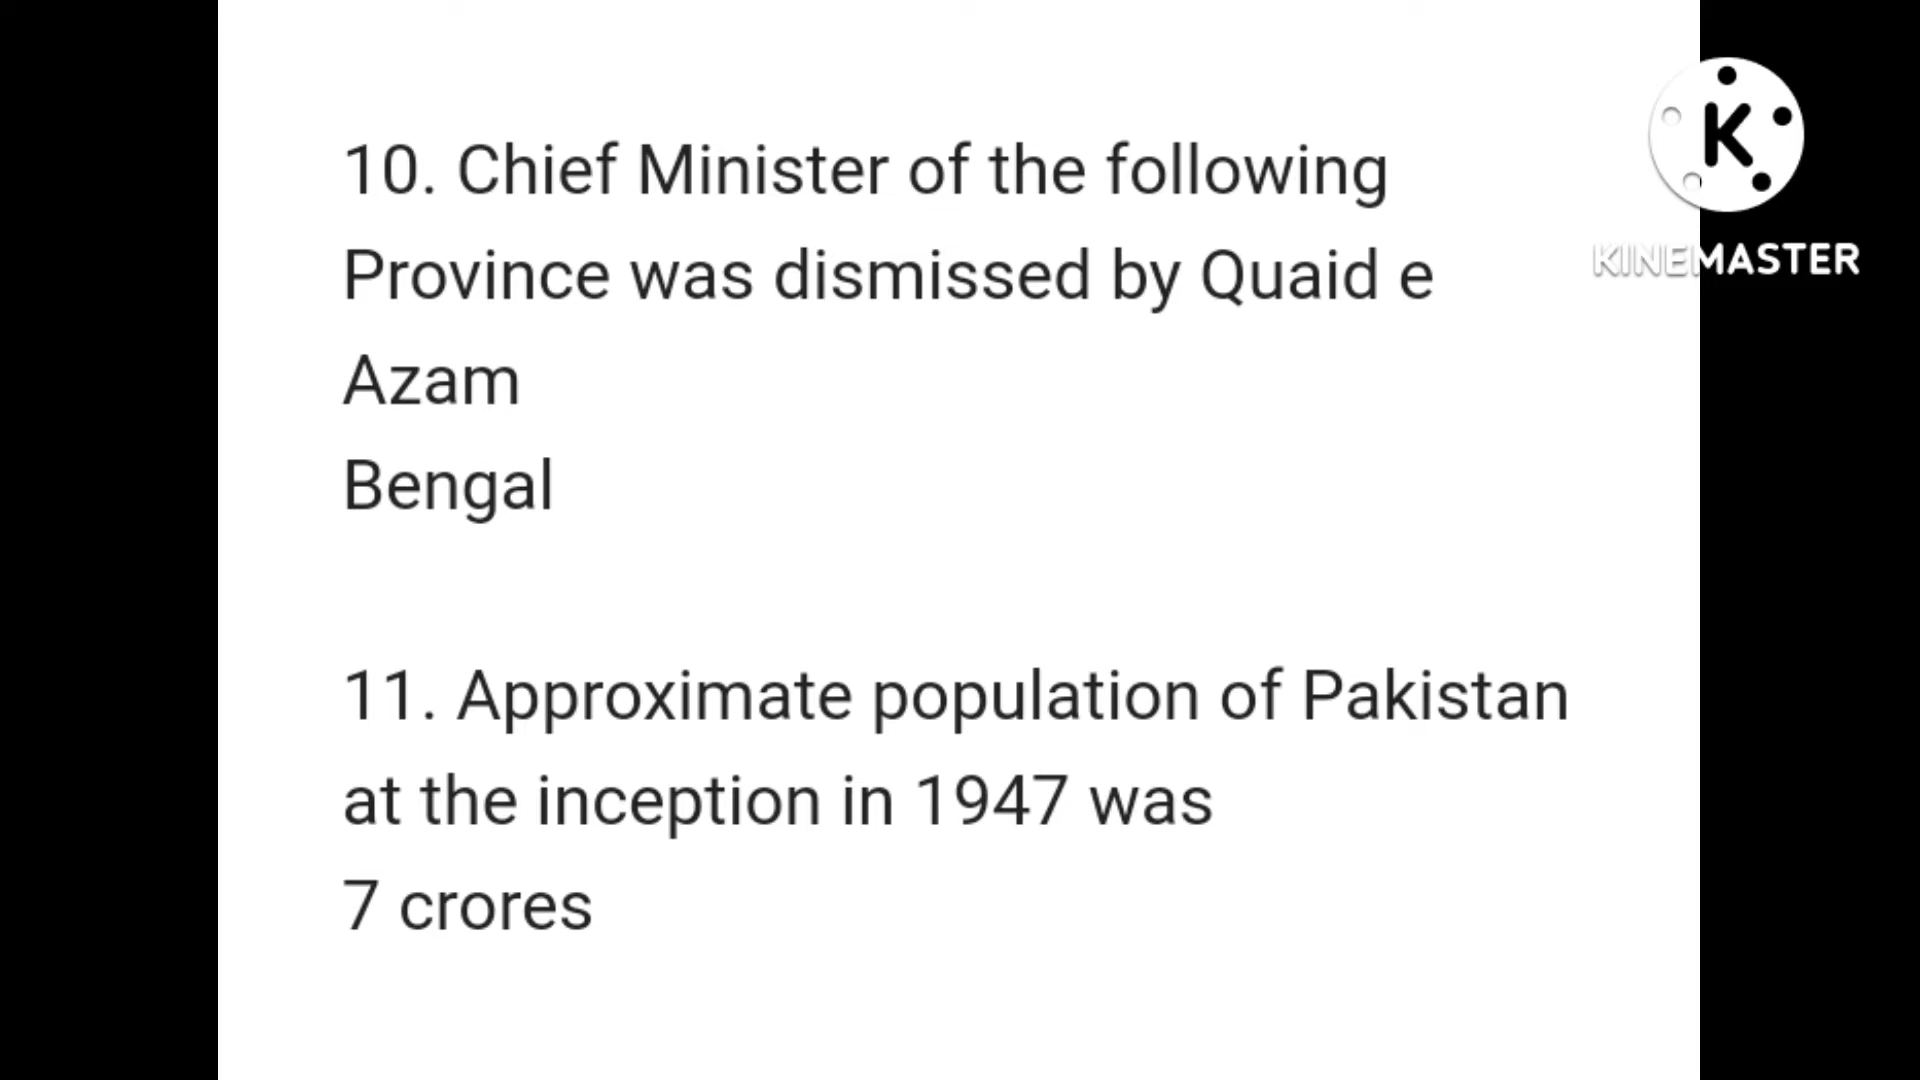 10. Chief Minister of the following
Province was dismissed by Quaid e
Azam
Bengal
11. Approximate population of Pakistan
at the inception in 1947 was
7 crores
K
KINEMASTER